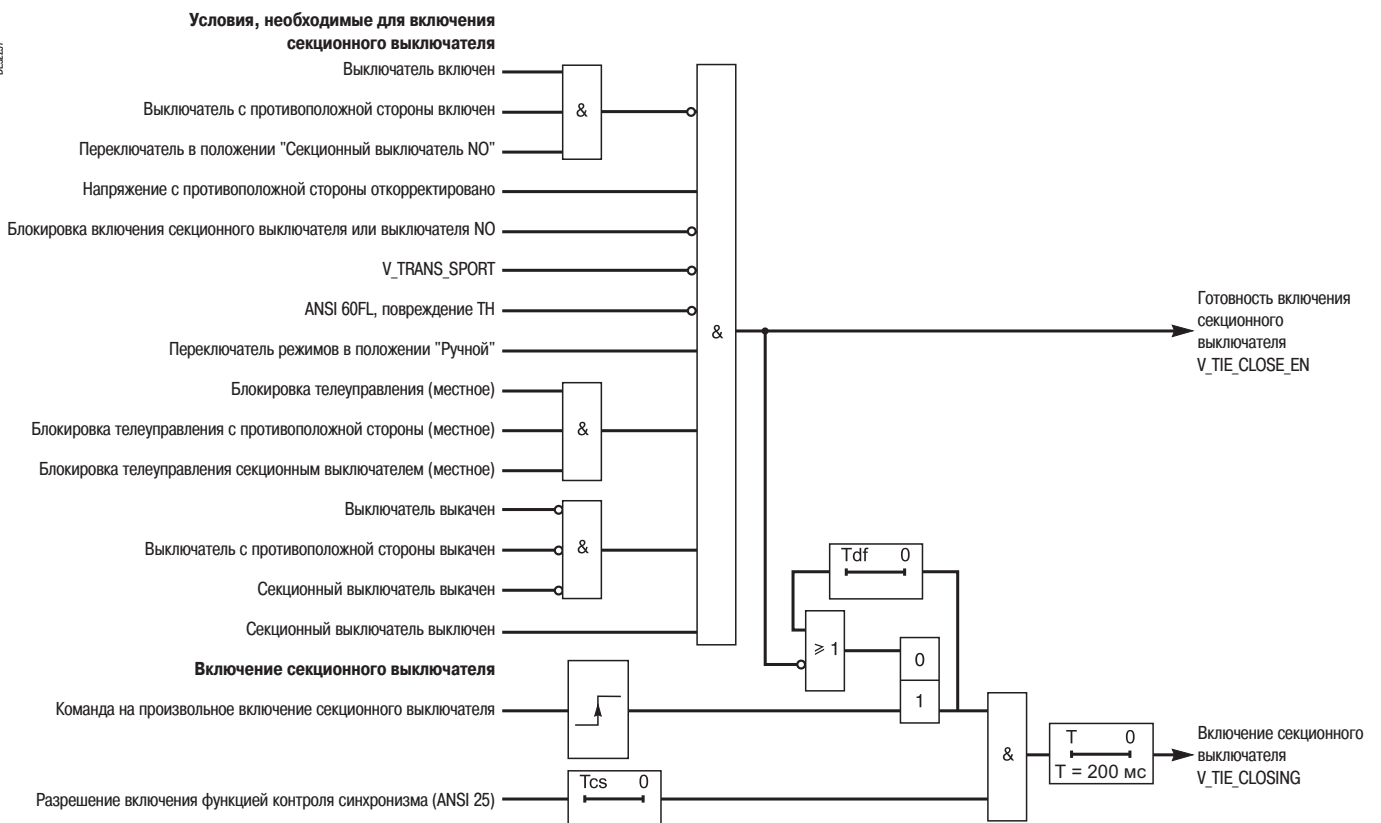 Условия, необходимые для включения
секционного выключателя
Выключатель включен
Выключатель с противоположной стороны включен
&
Переключатель в положении "Секционный выключатель NO"
Напряжение с противоположной стороны откорректировано
Блокировка включения секционного выключателя или выключателя NO
V_TRANS_SPORT
ANSI 60FL, повреждение ТН
Переключатель режимов в положении "Ручной"
&
Готовность включения
секционного
выключателя
V_TIE_CLOSE_EN
Блокировка телеуправления (местное)
Блокировка телеуправления с противоположной стороны (местное)
&
Блокировка телеуправления секционным выключателем (местное)
Выключатель выкачен
Выключатель с противоположной стороны выкачен
&
Секционный выключатель выкачен
Секционный выключатель выключен
Tdf 0
⩾ 1
0
1
Включение секционного выключателя
Команда на произвольное включение секционного выключателя
Разрешение включения функцией контроля синхронизма (ANSI 25)
Tcs 0
&
T 0
T = 200 мс
Включение секционного
выключателя
V_TIE_CLOSING